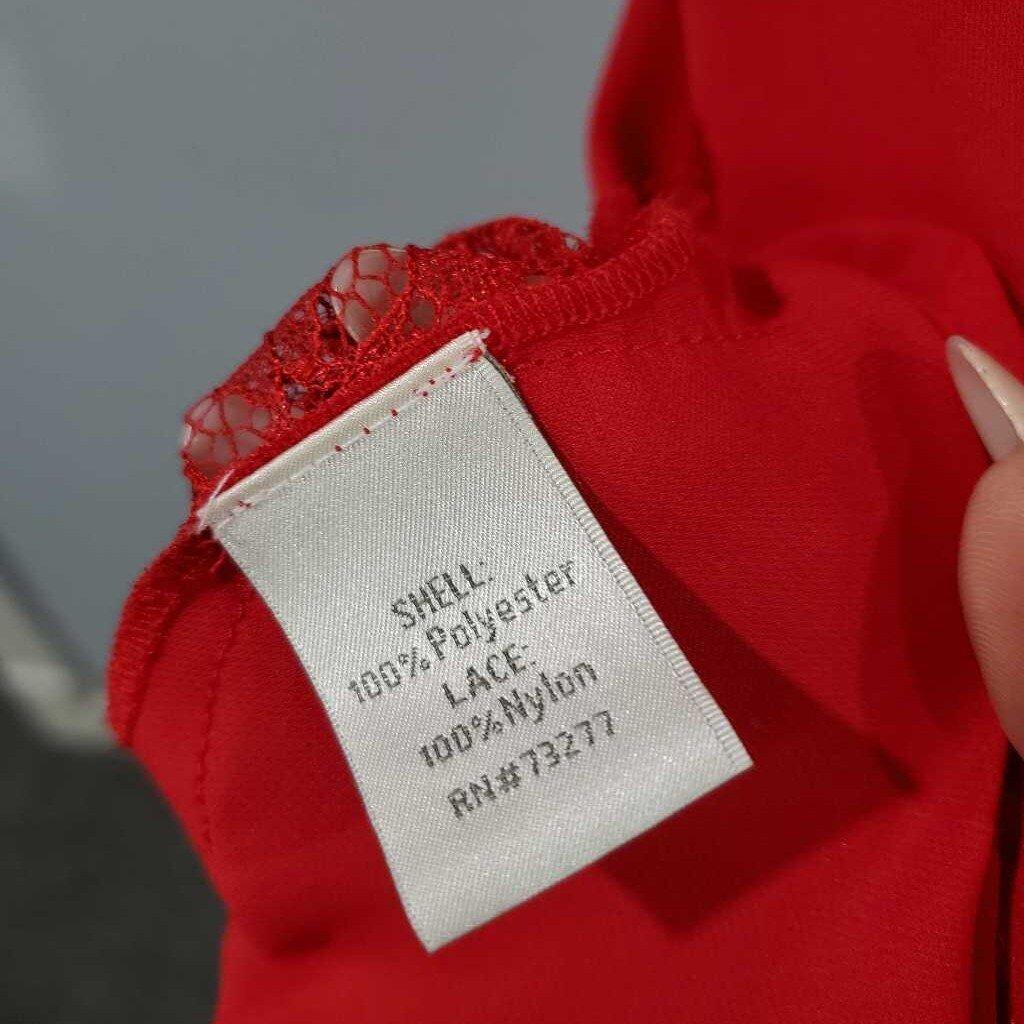 SHELL:
100%Polyester
LACE:
100%Nylon
RN#73277